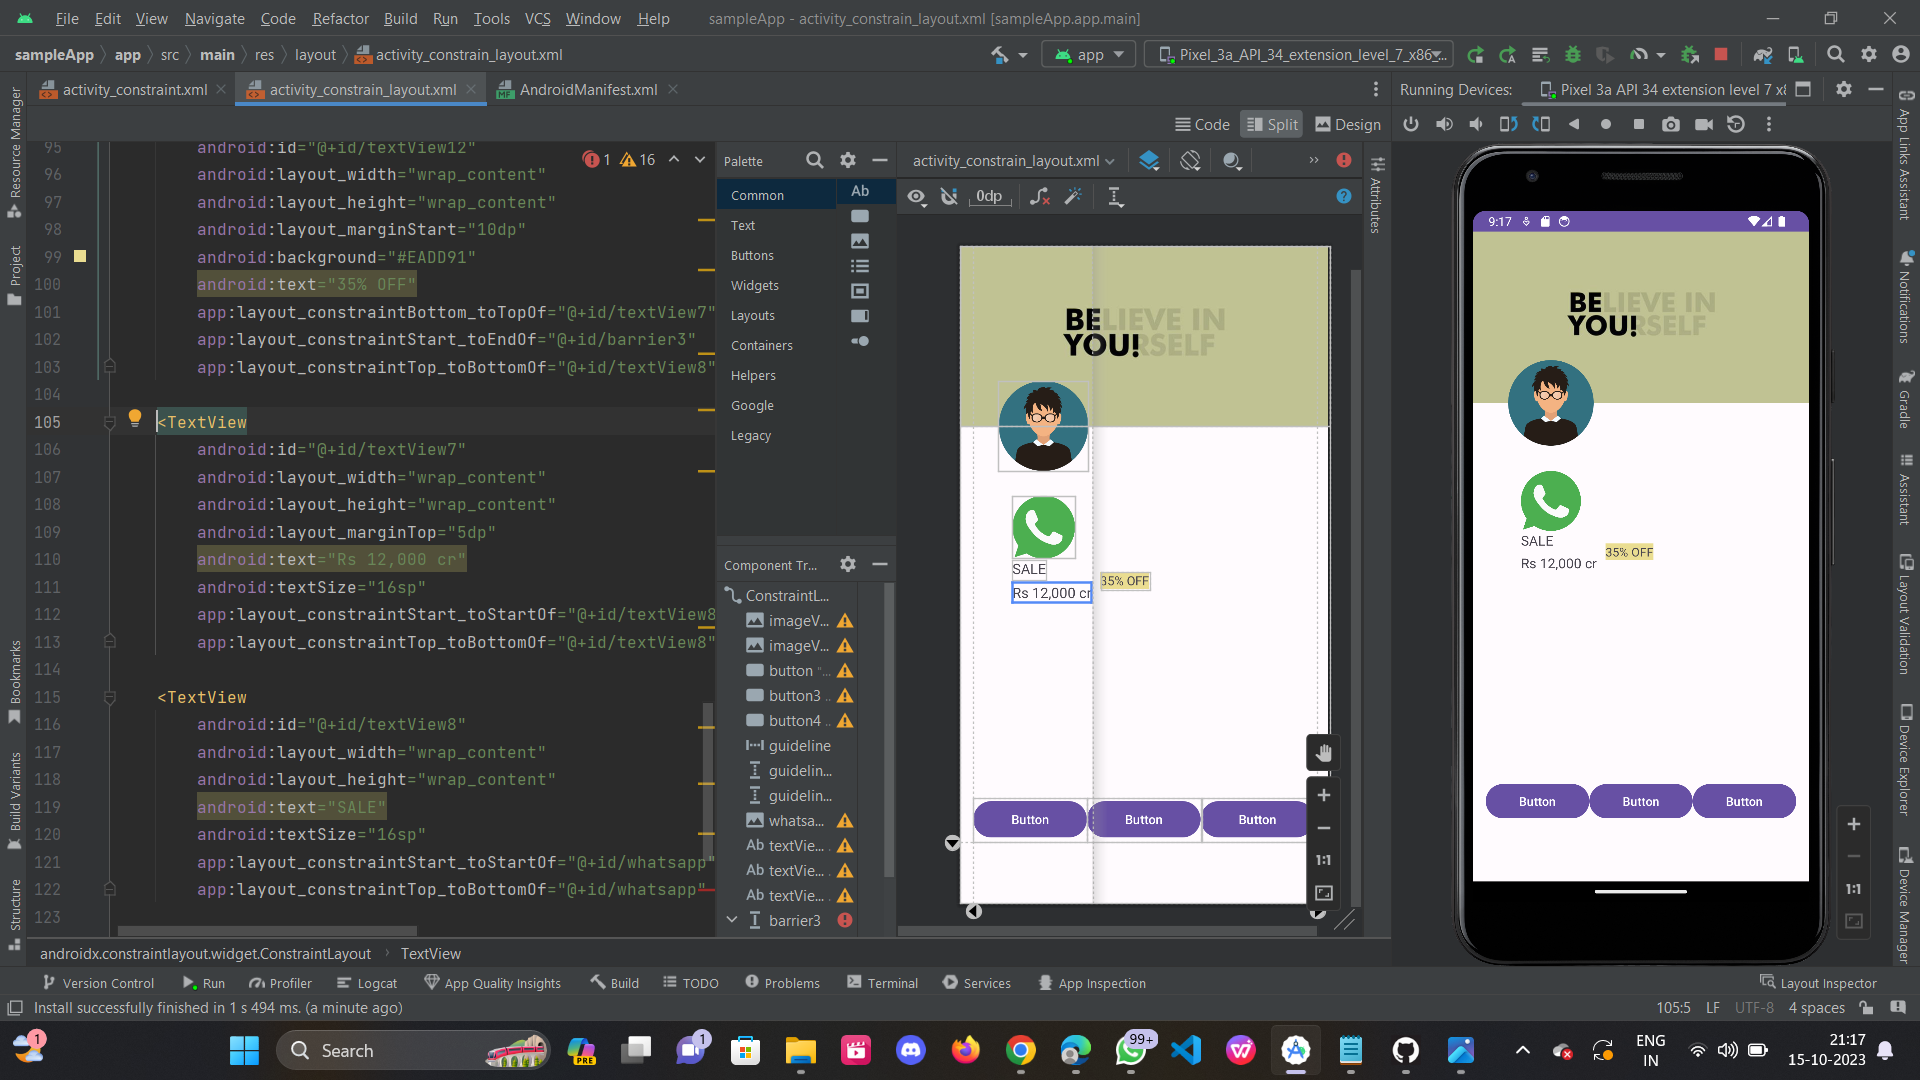 File Edit View Navigate Code Refactor Build Run Tools VCS Window Help sampleApp - activity_constrain_layout.xml [sampleApp.app.main]
sampleApp app src main res layout activity_constrain_layout.xml app Pixel_3a_API_34_extension_level_7_x86...
activity_constraint.xml activity_constrain_layout.xml AndroidManifest.xml Running Devices: Pixel 3a API 34 extension level 7 x8
Code Split Design
95 android:id="@+id/textView12"
96 android:layout_width="wrap_content"
97 android:layout_height="wrap_content"
98 android:layout_marginStart="10dp"
99 android:background="#EADD91"
100 android:text="35% OFF"
101 app:layout_constraintBottom_toTopOf="@+id/textView7"
102 app:layout_constraintStart_toEndOf="@+id/barrier3"
103 app:layout_constraintTop_toBottomOf="@+id/textView8"
104
105 <TextView
106 android:id="@+id/textView7"
107 android:layout_width="wrap_content"
108 android:layout_height="wrap_content"
109 android:layout_marginTop="5dp"
110 android:text="Rs 12,000 cr"
111 android:textSize="16sp"
112 app:layout_constraintStart_toStartOf="@+id/textView8
113 app:layout_constraintTop_toBottomOf="@+id/textView8"
114
115 <TextView
116 android:id="@+id/textView8"
117 android:layout_width="wrap_content"
118 android:layout_height="wrap_content"
119 android:text="SALE"
120 android:textSize="16sp"
121 app:layout_constraintStart_toStartOf="@+id/whatsapp"
122 app:layout_constraintTop_toBottomOf="@+id/whatsapp"
123
1 16
Resource Manager
Project
Bookmarks
Build Variants
Structure
Palette
Common
Text
Buttons
Widgets
Layouts
Containers
Helpers
Google
Legacy
Ab
Component Tr...
ConstraintL...
imageV...
imageV...
button "...
button3 ..
button4 ..
guideline
guidelin...
guidelin...
whatsa...
Ab textVie...
Ab textVie...
Ab textVie...
barrier3
activity_constrain_layout.xml
0dp
BELIEVE IN
YOU!RSELF
SALE
Rs 12,000 cr
35% OFF
Button Button Button
1:1
Attributes
9:17
BELIEVE IN
YOU!RSELF
SALE
Rs 12,000 cr
35% OFF
Button Button Button
1:1
App Links Assistant
Notifications
Gradle
Assistant
Layout Validation
Device Explorer
Device Manager
androidx.constraintlayout.widget.ConstraintLayout TextView
Version Control Run Profiler Logcat App Quality Insights Build TODO Problems Terminal Services App Inspection Layout Inspector
Install successfully finished in 1 s 494 ms. (a minute ago) 105:5 LF UTF-8 4 spaces
1 Search PRE 1 99+ ENG
IN
21:17
15-10-2023